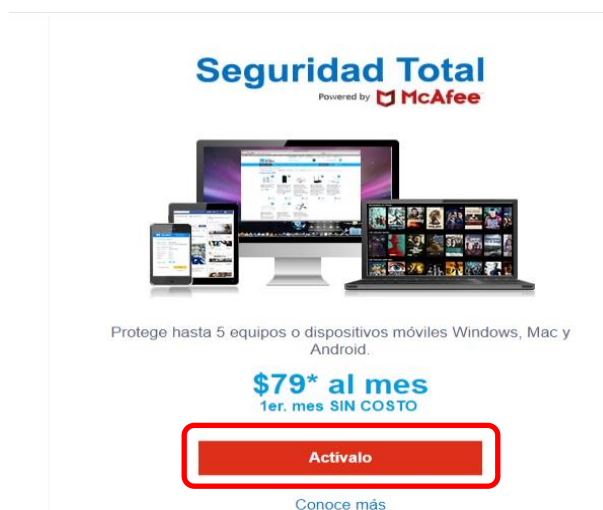 Seguridad Total
Powered by McAfee
Protege hasta 5 equipos o dispositivos móviles Windows, Mac y
Android.
$79* al mes
1er. mes SIN COSTO
Actívalo
Conoce más